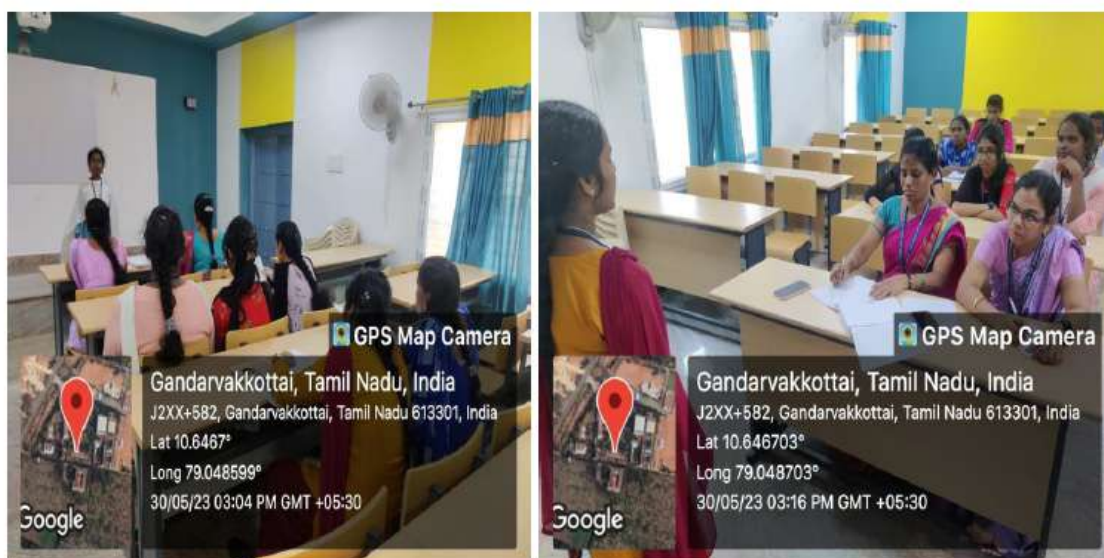 GPS Map Camera
Gandarvakkottai, Tamil Nadu, India
J2XX+582, Gandarvakkottai, Tamil Nadu 613301, India
Lat 10.6467°
Long 79.048599°
30/05/23 03:04 PM GMT +05:30
Google
GPS Map Camera
Gandarvakkottai, Tamil Nadu, India
J2XX+582, Gandarvakkottai, Tamil Nadu 613301, India
Lat 10.646703°
Long 79.048703°
30/05/23 03:16 PM GMT +05:30
Google